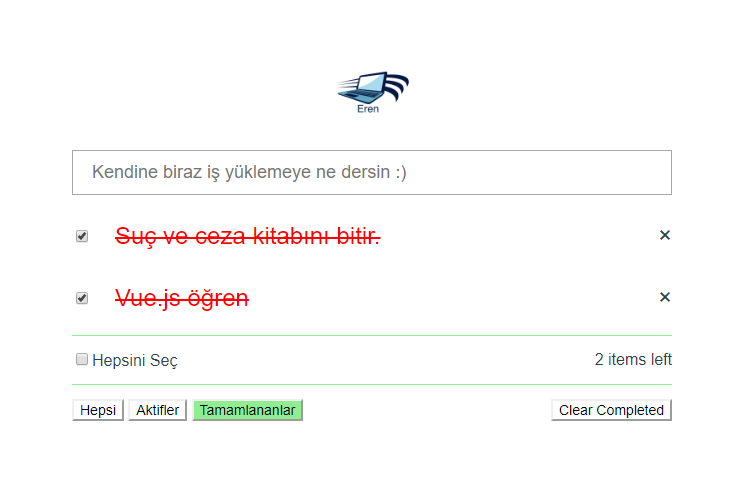 Eren
Kendine biraz iş yüklemeye ne dersin :)
Suç ve ceza kitabını bitir. ×
Vue.js öğren ×
Hepsini Seç 2 items left
Hepsi Aktifler Tamamlananlar Clear Completed